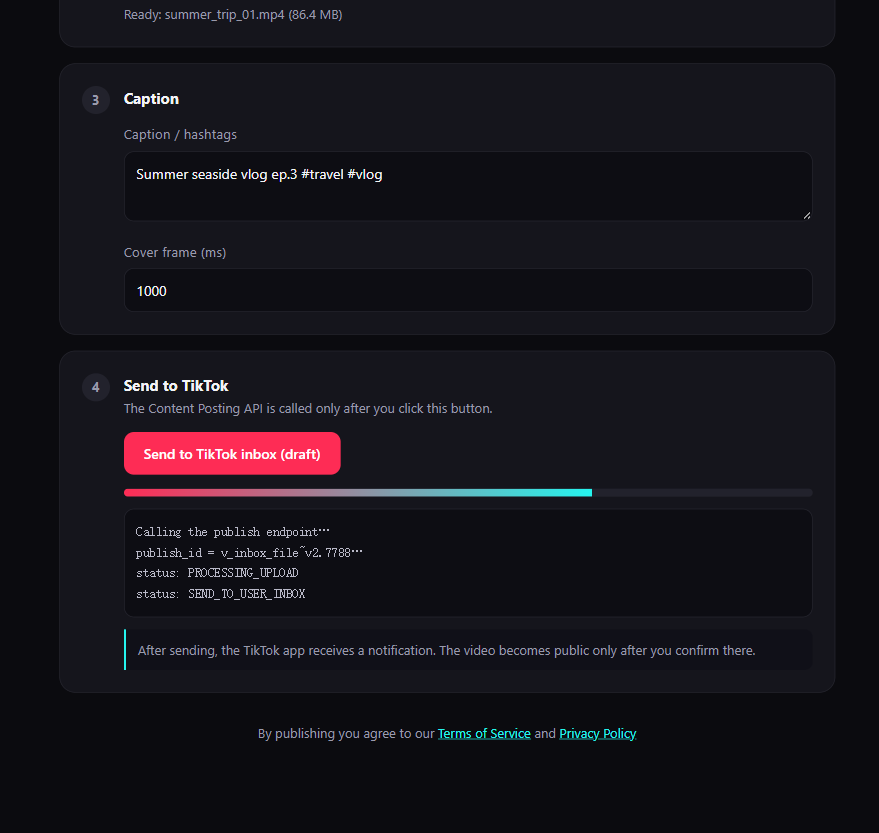 Ready: summer_trip_01.mp4 (86.4 MB)
3
Caption
Caption / hashtags
Summer seaside vlog ep.3 #travel #vlog
Cover frame (ms)
1000
4
Send to TikTok
The Content Posting API is called only after you click this button.
Send to TikTok inbox (draft)
Calling the publish endpoint…
publish_id = v_inbox_file~v2.7788…
status: PROCESSING_UPLOAD
status: SEND_TO_USER_INBOX
After sending, the TikTok app receives a notification. The video becomes public only after you confirm there.
By publishing you agree to our Terms of Service and Privacy Policy